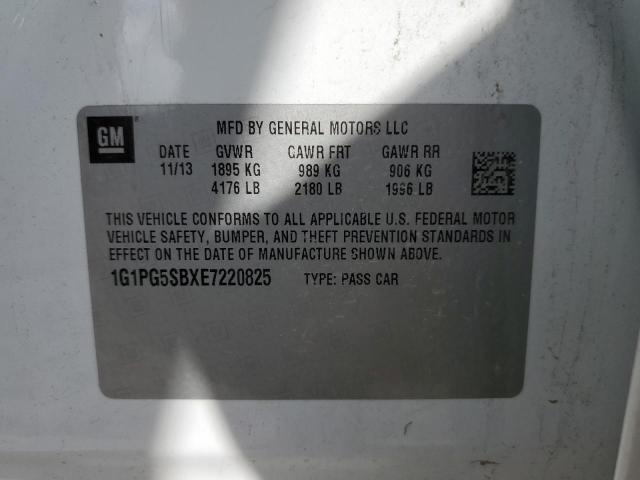 GM
MFD BY GENERAL MOTORS LLC
DATE GVWR GAWR FRT GAWR RR
11/13 1895 KG 989 KG 906 KG
4176 LB 2180 LB 1996 LB
THIS VEHICLE CONFORMS TO ALL APPLICABLE U.S. FEDERAL MOTOR
VEHICLE SAFETY, BUMPER, AND THEFT PREVENTION STANDARDS IN
EFFECT ON THE DATE OF MANUFACTURE SHOWN ABOVE.
1G1PG5SBXE7220825 TYPE: PASS CAR